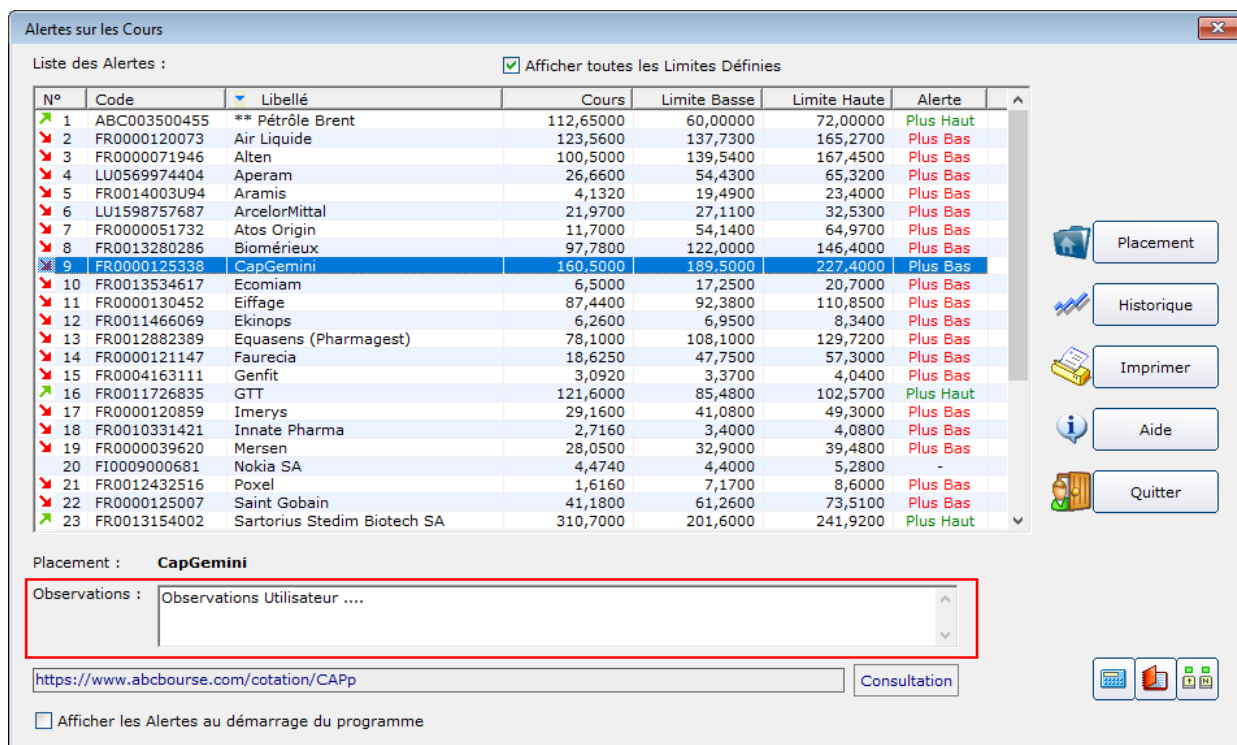 Alertes sur les Cours
Liste des Alertes :
Afficher toutes les Limites Définies
N° Code Libellé Cours Limite Basse Limite Haute Alerte
1 ABC003500455 ** Pétrôle Brent 112,65000 60,00000 72,00000 Plus Haut
2 FR0000120073 Air Liquide 123,5600 137,7300 165,2700 Plus Bas
3 FR0000071946 Alten 100,5000 139,5400 167,4500 Plus Bas
4 LU0569974404 Aperam 26,6600 54,4300 65,3200 Plus Bas
5 FR0014003U94 Aramis 4,1320 19,4900 23,4000 Plus Bas
6 LU1598757687 ArcelorMittal 21,9700 27,1100 32,5300 Plus Bas
7 FR0000051732 Atos Origin 11,7000 54,1400 64,9700 Plus Bas
8 FR0013280286 Biomérieux 97,7800 122,0000 146,4000 Plus Bas
9 FR0000125338 CapGemini 160,5000 189,5000 227,4000 Plus Bas
10 FR0013534617 Ecomiam 6,5000 17,2500 20,7000 Plus Bas
11 FR0000130452 Eiffage 87,4400 92,3800 110,8500 Plus Bas
12 FR0011466069 Ekinops 6,2600 6,9500 8,3400 Plus Bas
13 FR0012882389 Equasens (Pharmagest) 78,1000 108,1000 129,7200 Plus Bas
14 FR0000121147 Faurecia 18,6250 47,7500 57,3000 Plus Bas
15 FR0004163111 Genfit 3,0920 3,3700 4,0400 Plus Bas
16 FR0011726835 GTT 121,6000 85,4800 102,5700 Plus Haut
17 FR0000120859 Imerys 29,1600 41,0800 49,3000 Plus Bas
18 FR0010331421 Innate Pharma 2,7160 3,4000 4,0800 Plus Bas
19 FR0000039620 Mersen 28,0500 32,9000 39,4800 Plus Bas
20 FI0009000681 Nokia SA 4,4740 4,4000 5,2800 -
21 FR0012432516 Poxel 1,6160 7,1700 8,6000 Plus Bas
22 FR0000125007 Saint Gobain 41,1800 61,2600 73,5100 Plus Bas
23 FR0013154002 Sartorius Stedim Biotech SA 310,7000 201,6000 241,9200 Plus Haut
Placement
Historique
Imprimer
Aide
Quitter
Placement : CapGemini
Observations : Observations Utilisateur ....
https://www.abcbourse.com/cotation/CAPp
Consultation
Afficher les Alertes au démarrage du programme